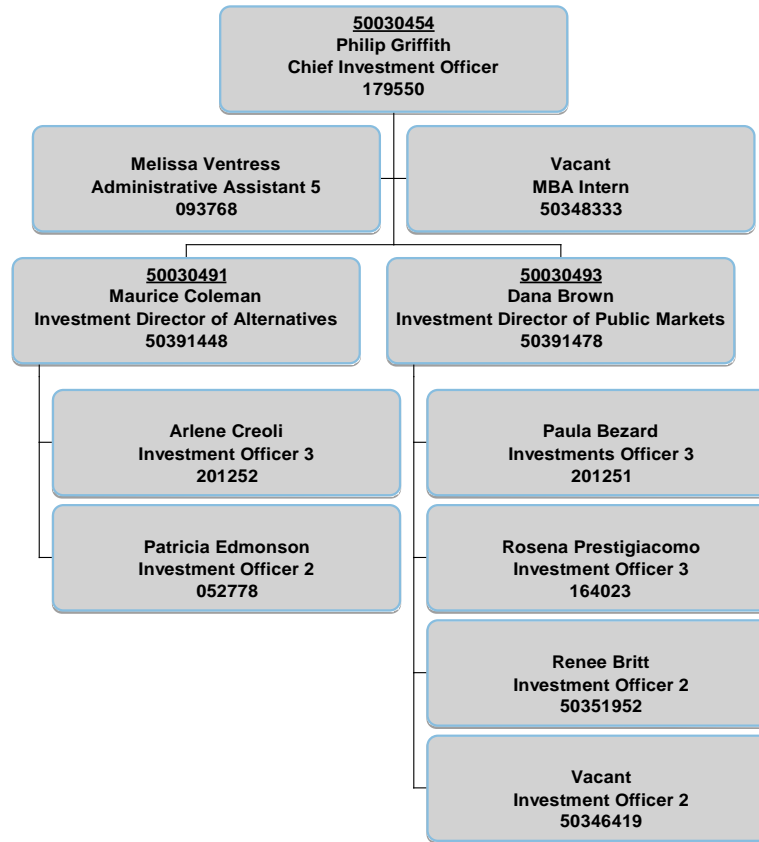 50030454
Philip Griffith
Chief Investment Officer
179550
Melissa Ventress
Administrative Assistant 5
093768
Vacant
MBA Intern
50348333
50030491
Maurice Coleman
Investment Director of Alternatives
50391448
50030493
Dana Brown
Investment Director of Public Markets
50391478
Arlene Creoli
Investment Officer 3
201252
Patricia Edmonson
Investment Officer 2
052778
Paula Bezard
Investments Officer 3
201251
Rosena Prestigiacomo
Investment Officer 3
164023
Renee Britt
Investment Officer 2
50351952
Vacant
Investment Officer 2
50346419